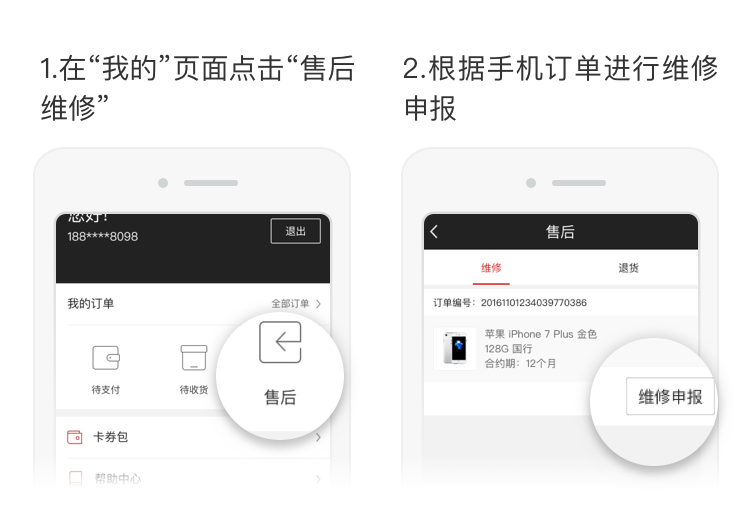 1.在“我的”页面点击“售后
维修”
您好!
188****8098
退出
我的订单
全部订单
待支付
待收货
售后
卡券包
帮助中心
2.根据手机订单进行维修
申报
售后
维修
退货
订单编号：20161101234039770386
苹果 iPhone 7 Plus 金色
128G 国行
合约期：12个月
维修申报